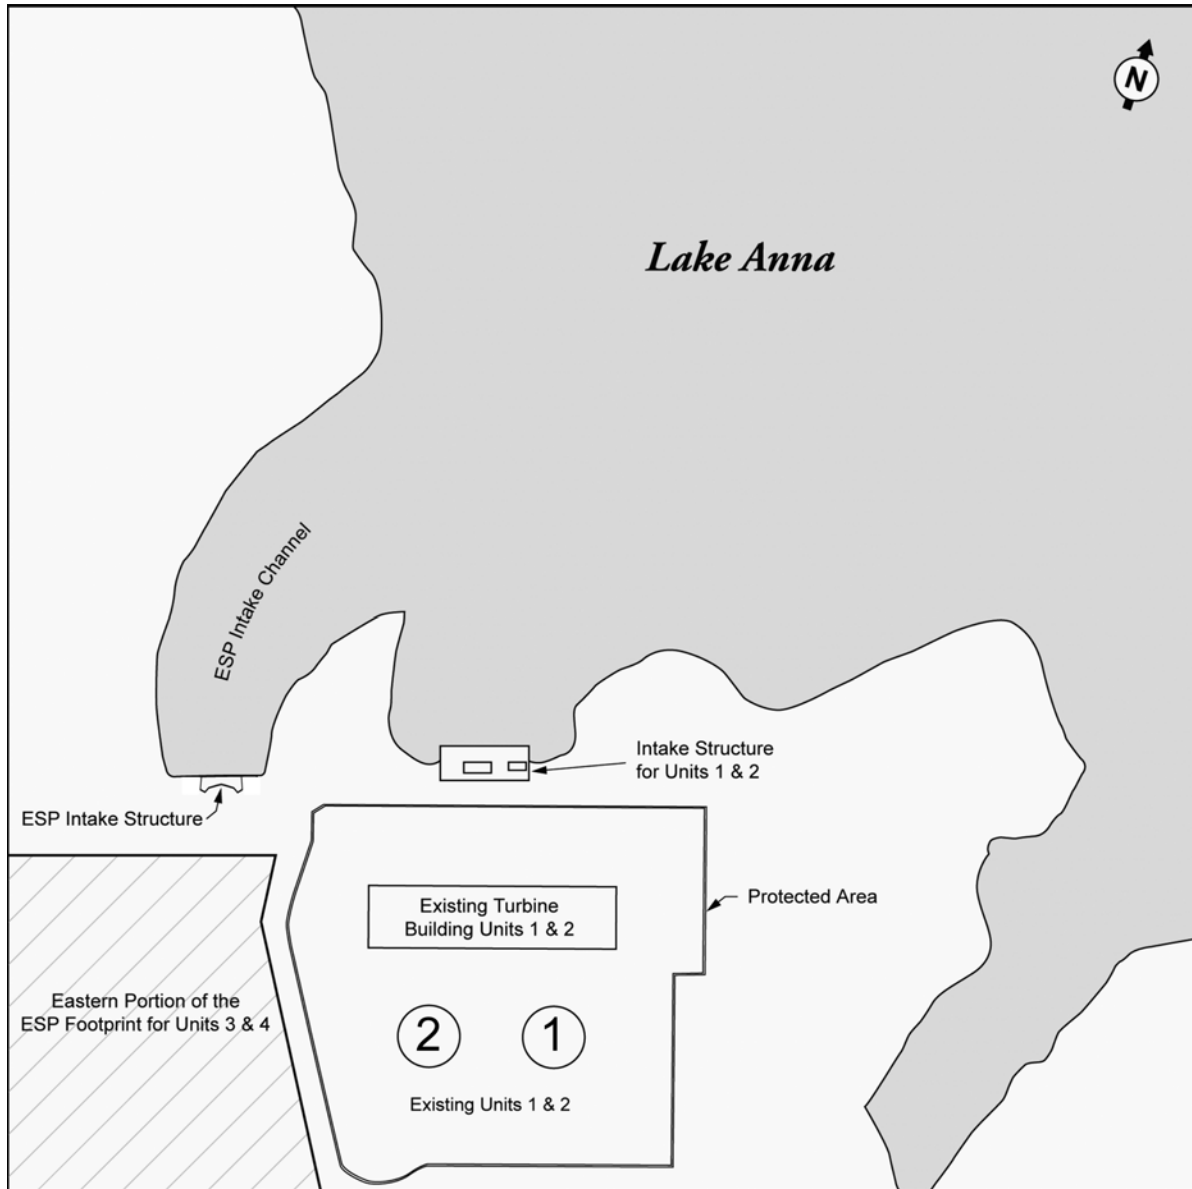 N
Lake Anna
ESP Intake Channel
Intake Structure
for Units 1 & 2
ESP Intake Structure
Protected Area
Existing Turbine
Building Units 1 & 2
Eastern Portion of the
ESP Footprint for Units 3 & 4
2
1
Existing Units 1 & 2